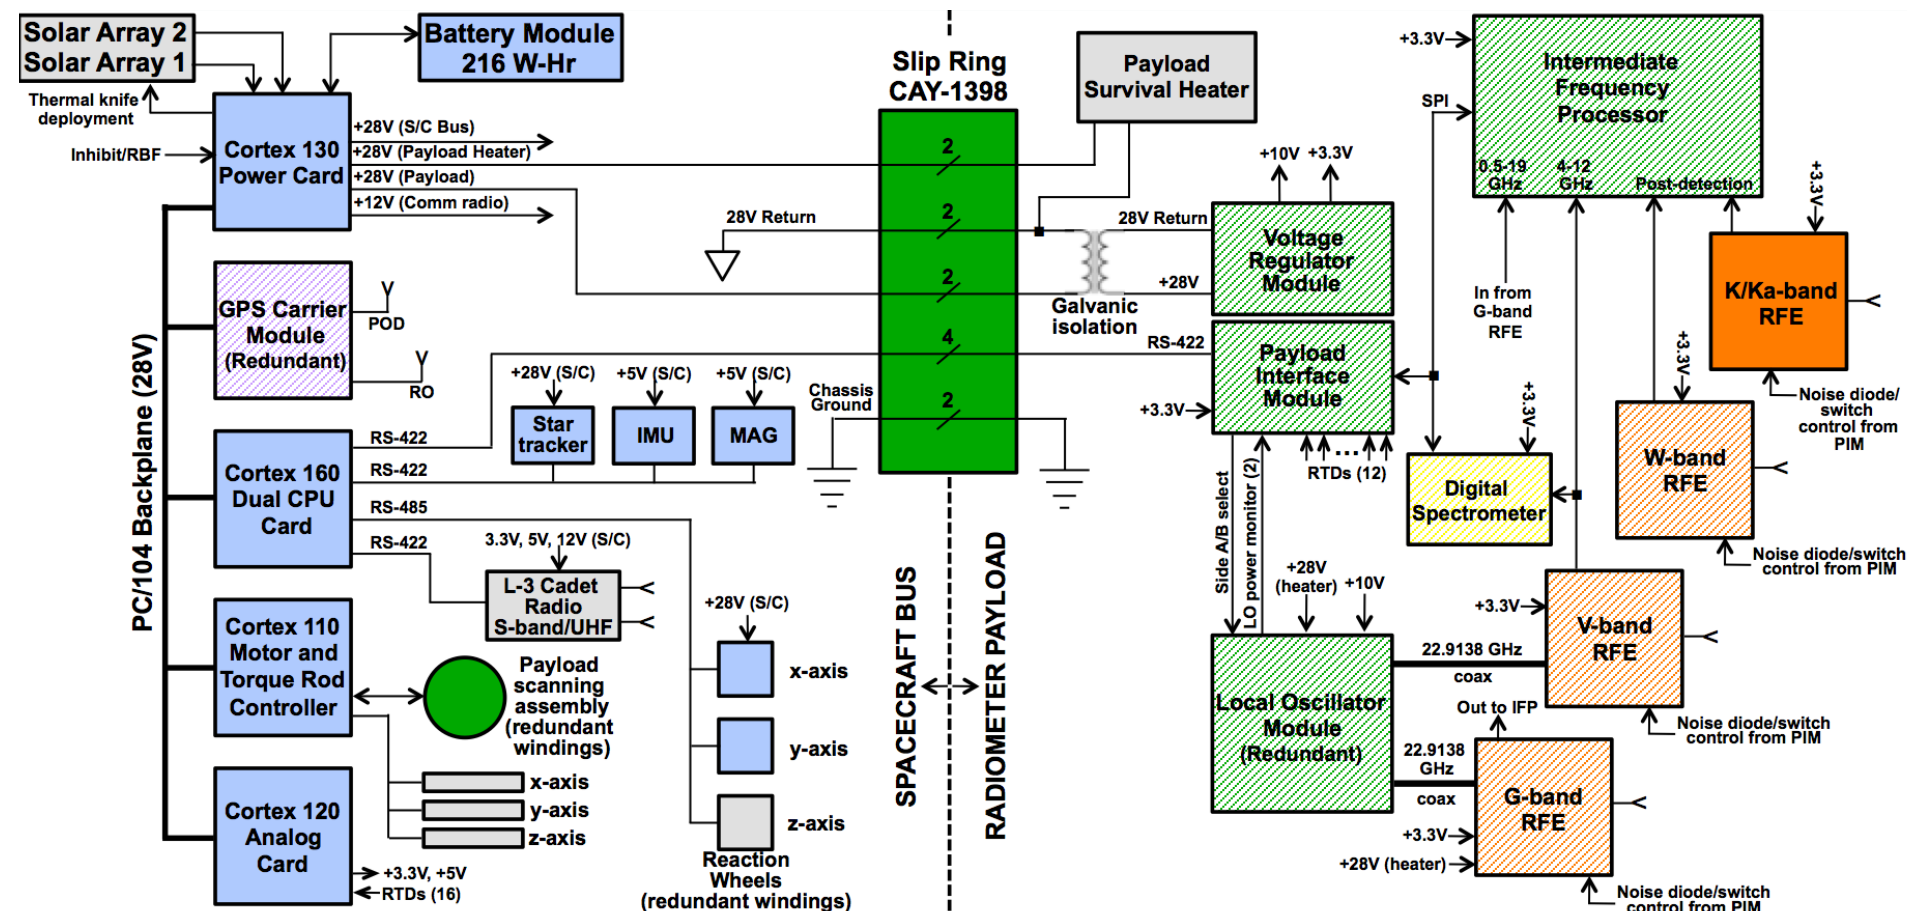 Solar Array 2
Solar Array 1
Battery Module
216 W-Hr
Thermal knife
deployment
Inhibit/RBF
Cortex 130
Power Card
+28V (S/C Bus)
+28V (Payload Heater)
+28V (Payload)
+12V (Comm radio)
PC/104 Backplane (28V)
GPS Carrier
Module
(Redundant)
POD
RO
Cortex 160
Dual CPU
Card
RS-422
RS-422
RS-485
RS-422
+28V (S/C)
+5V (S/C)
+5V (S/C)
Star
tracker
IMU
MAG
3.3V, 5V, 12V (S/C)
L-3 Cadet
Radio
S-band/UHF
Cortex 110
Motor and
Torque Rod
Controller
Payload
scanning
assembly
(redundant
windings)
x-axis
y-axis
z-axis
Cortex 120
Analog
Card
+3.3V, +5V
RTDs (16)
+28V (S/C)
x-axis
y-axis
z-axis
Reaction
Wheels
(redundant windings)
Slip Ring
CAY-1398
2
2
2
4
2
28V Return
Chassis
Ground
SPACECRAFT BUS
RADIOMETER PAYLOAD
Payload
Survival Heater
28V Return
+28V
Galvanic
isolation
RS-422
+10V
+3.3V
Voltage
Regulator
Module
Payload
Interface
Module
+3.3V
RTDs (12)
...
Side A/B select
LO power monitor (2)
+28V
(heater)
+10V
Local Oscillator
Module
(Redundant)
22.9138 GHz
coax
22.9138
GHz
coax
+3.3V
SPI
Intermediate
Frequency
Processor
0.5-19
GHz
4-12
GHz
Post-detection
In from
G-band
RFE
+3.3V
Digital
Spectrometer
+3.3V
K/Ka-band
RFE
Noise diode/
switch
control from
PIM
+3.3V
W-band
RFE
Noise diode/switch
control from PIM
+3.3V
V-band
RFE
Noise diode/switch
control from PIM
Out to IFP
G-band
RFE
+3.3V
+28V (heater)
Noise diode/switch
control from PIM